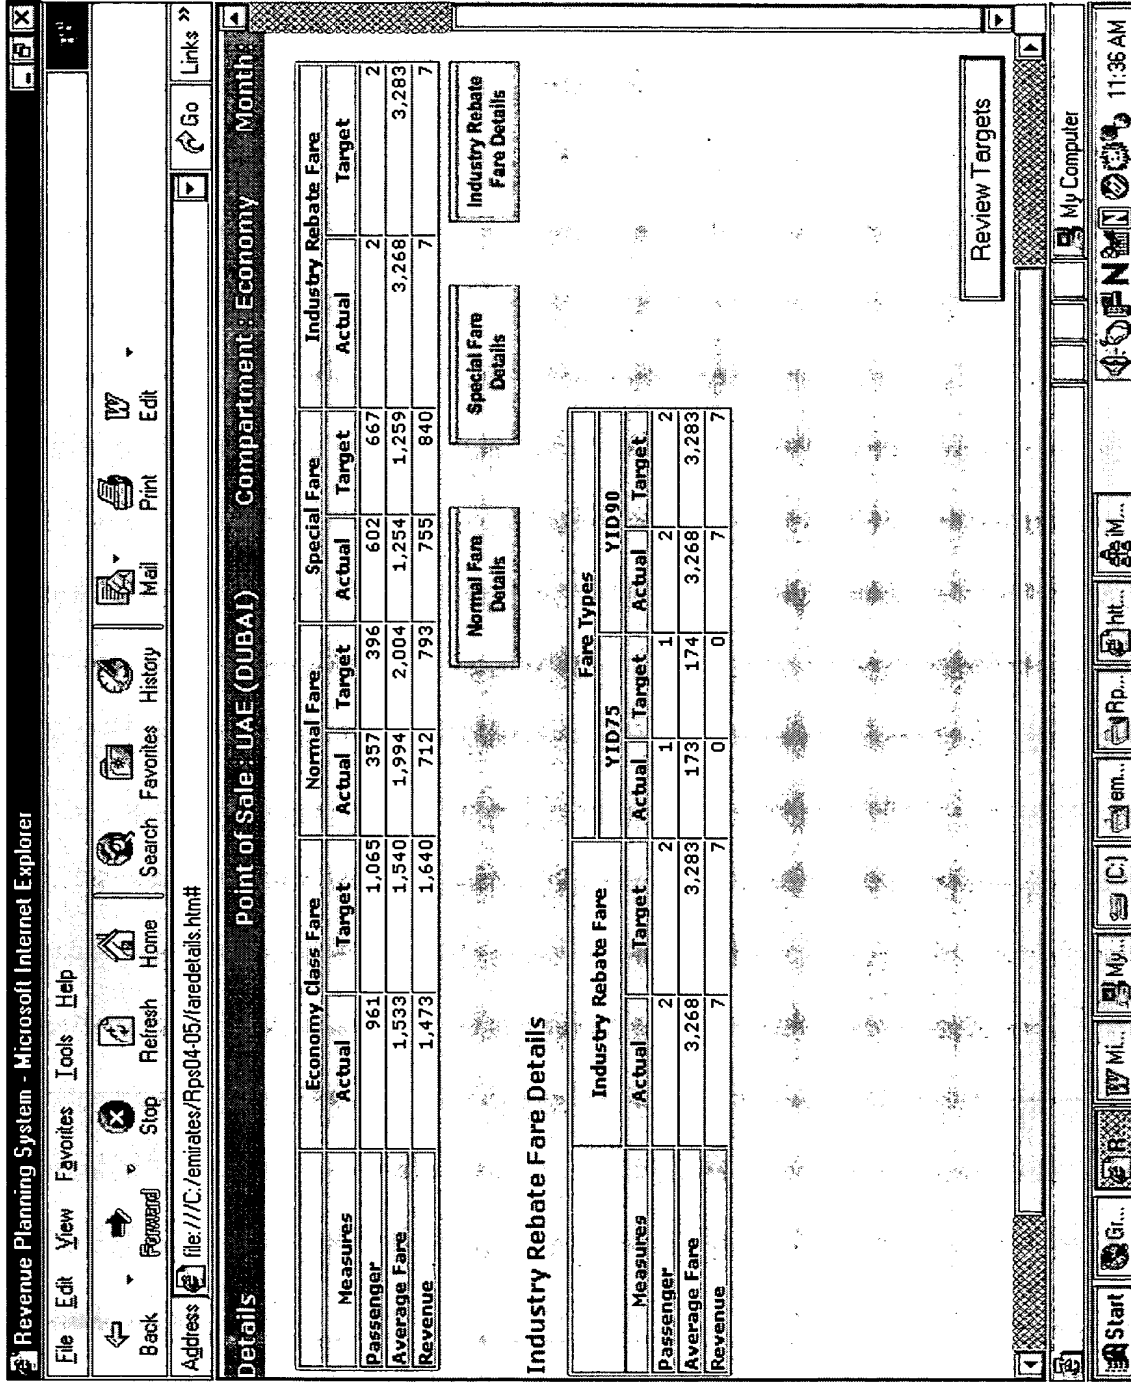 Revenue Planning System - Microsoft Internet Explorer
File Edit View Favorites Tools Help
Back Forward Stop Refresh Home Search Favorites History Mail Print Edit
Address file:///C:/emirates/Rps04-05/faredetails.htm# Go Links »
Details Point of Sale : UAE (DUBAI) Compartment : Economy Month:
Economy Class Fare Normal Fare Special Fare Industry Rebate Fare
Measures Actual Target Actual Target Actual Target Actual Target
Passenger 961 1,065 357 396 602 667 2 2
Average Fare 1,533 1,540 1,994 2,004 1,254 1,259 3,268 3,283
Revenue 1,473 1,640 712 793 755 840 7 7
Normal Fare Details
Special Fare Details
Industry Rebate Fare Details
Industry Rebate Fare Details
Industry Rebate Fare Fare Types
YID75 YID90
Measures Actual Target Actual Target Actual Target
Passenger 2 2 1 1 2 2
Average Fare 3,268 3,283 173 174 3,268 3,283
Revenue 7 7 0 0 7 7
Review Targets
My Computer
Start Gr... R... Mi... My... (C:) em... Rp... htt... iM... N N 11:36 AM